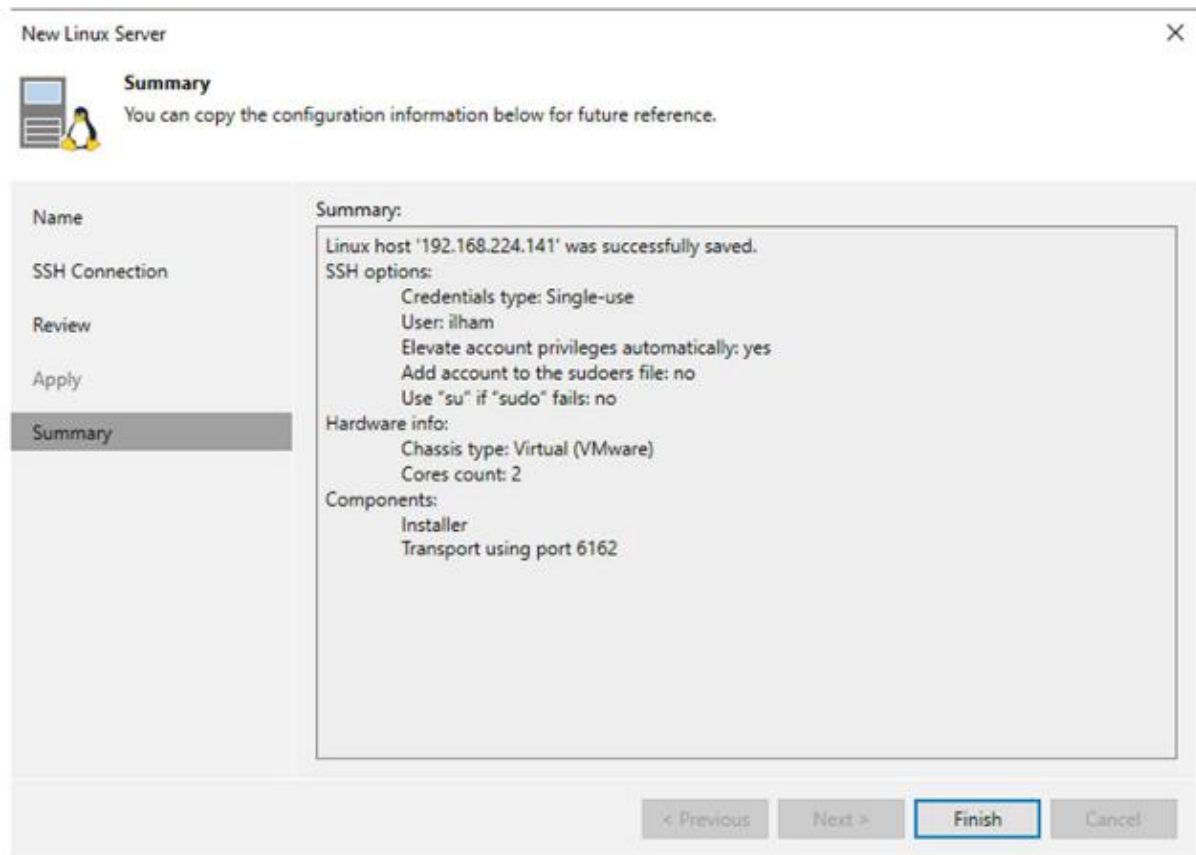 New Linux Server
Summary
You can copy the configuration information below for future reference.
Name
SSH Connection
Review
Apply
Summary
Summary:
Linux host '192.168.224.141' was successfully saved.
SSH options:
Credentials type: Single-use
User: ilham
Elevate account privileges automatically: yes
Add account to the sudoers file: no
Use "su" if "sudo" fails: no
Hardware info:
Chassis type: Virtual (VMware)
Cores count: 2
Components:
Installer
Transport using port 6162
< Previous
Next >
Finish
Cancel